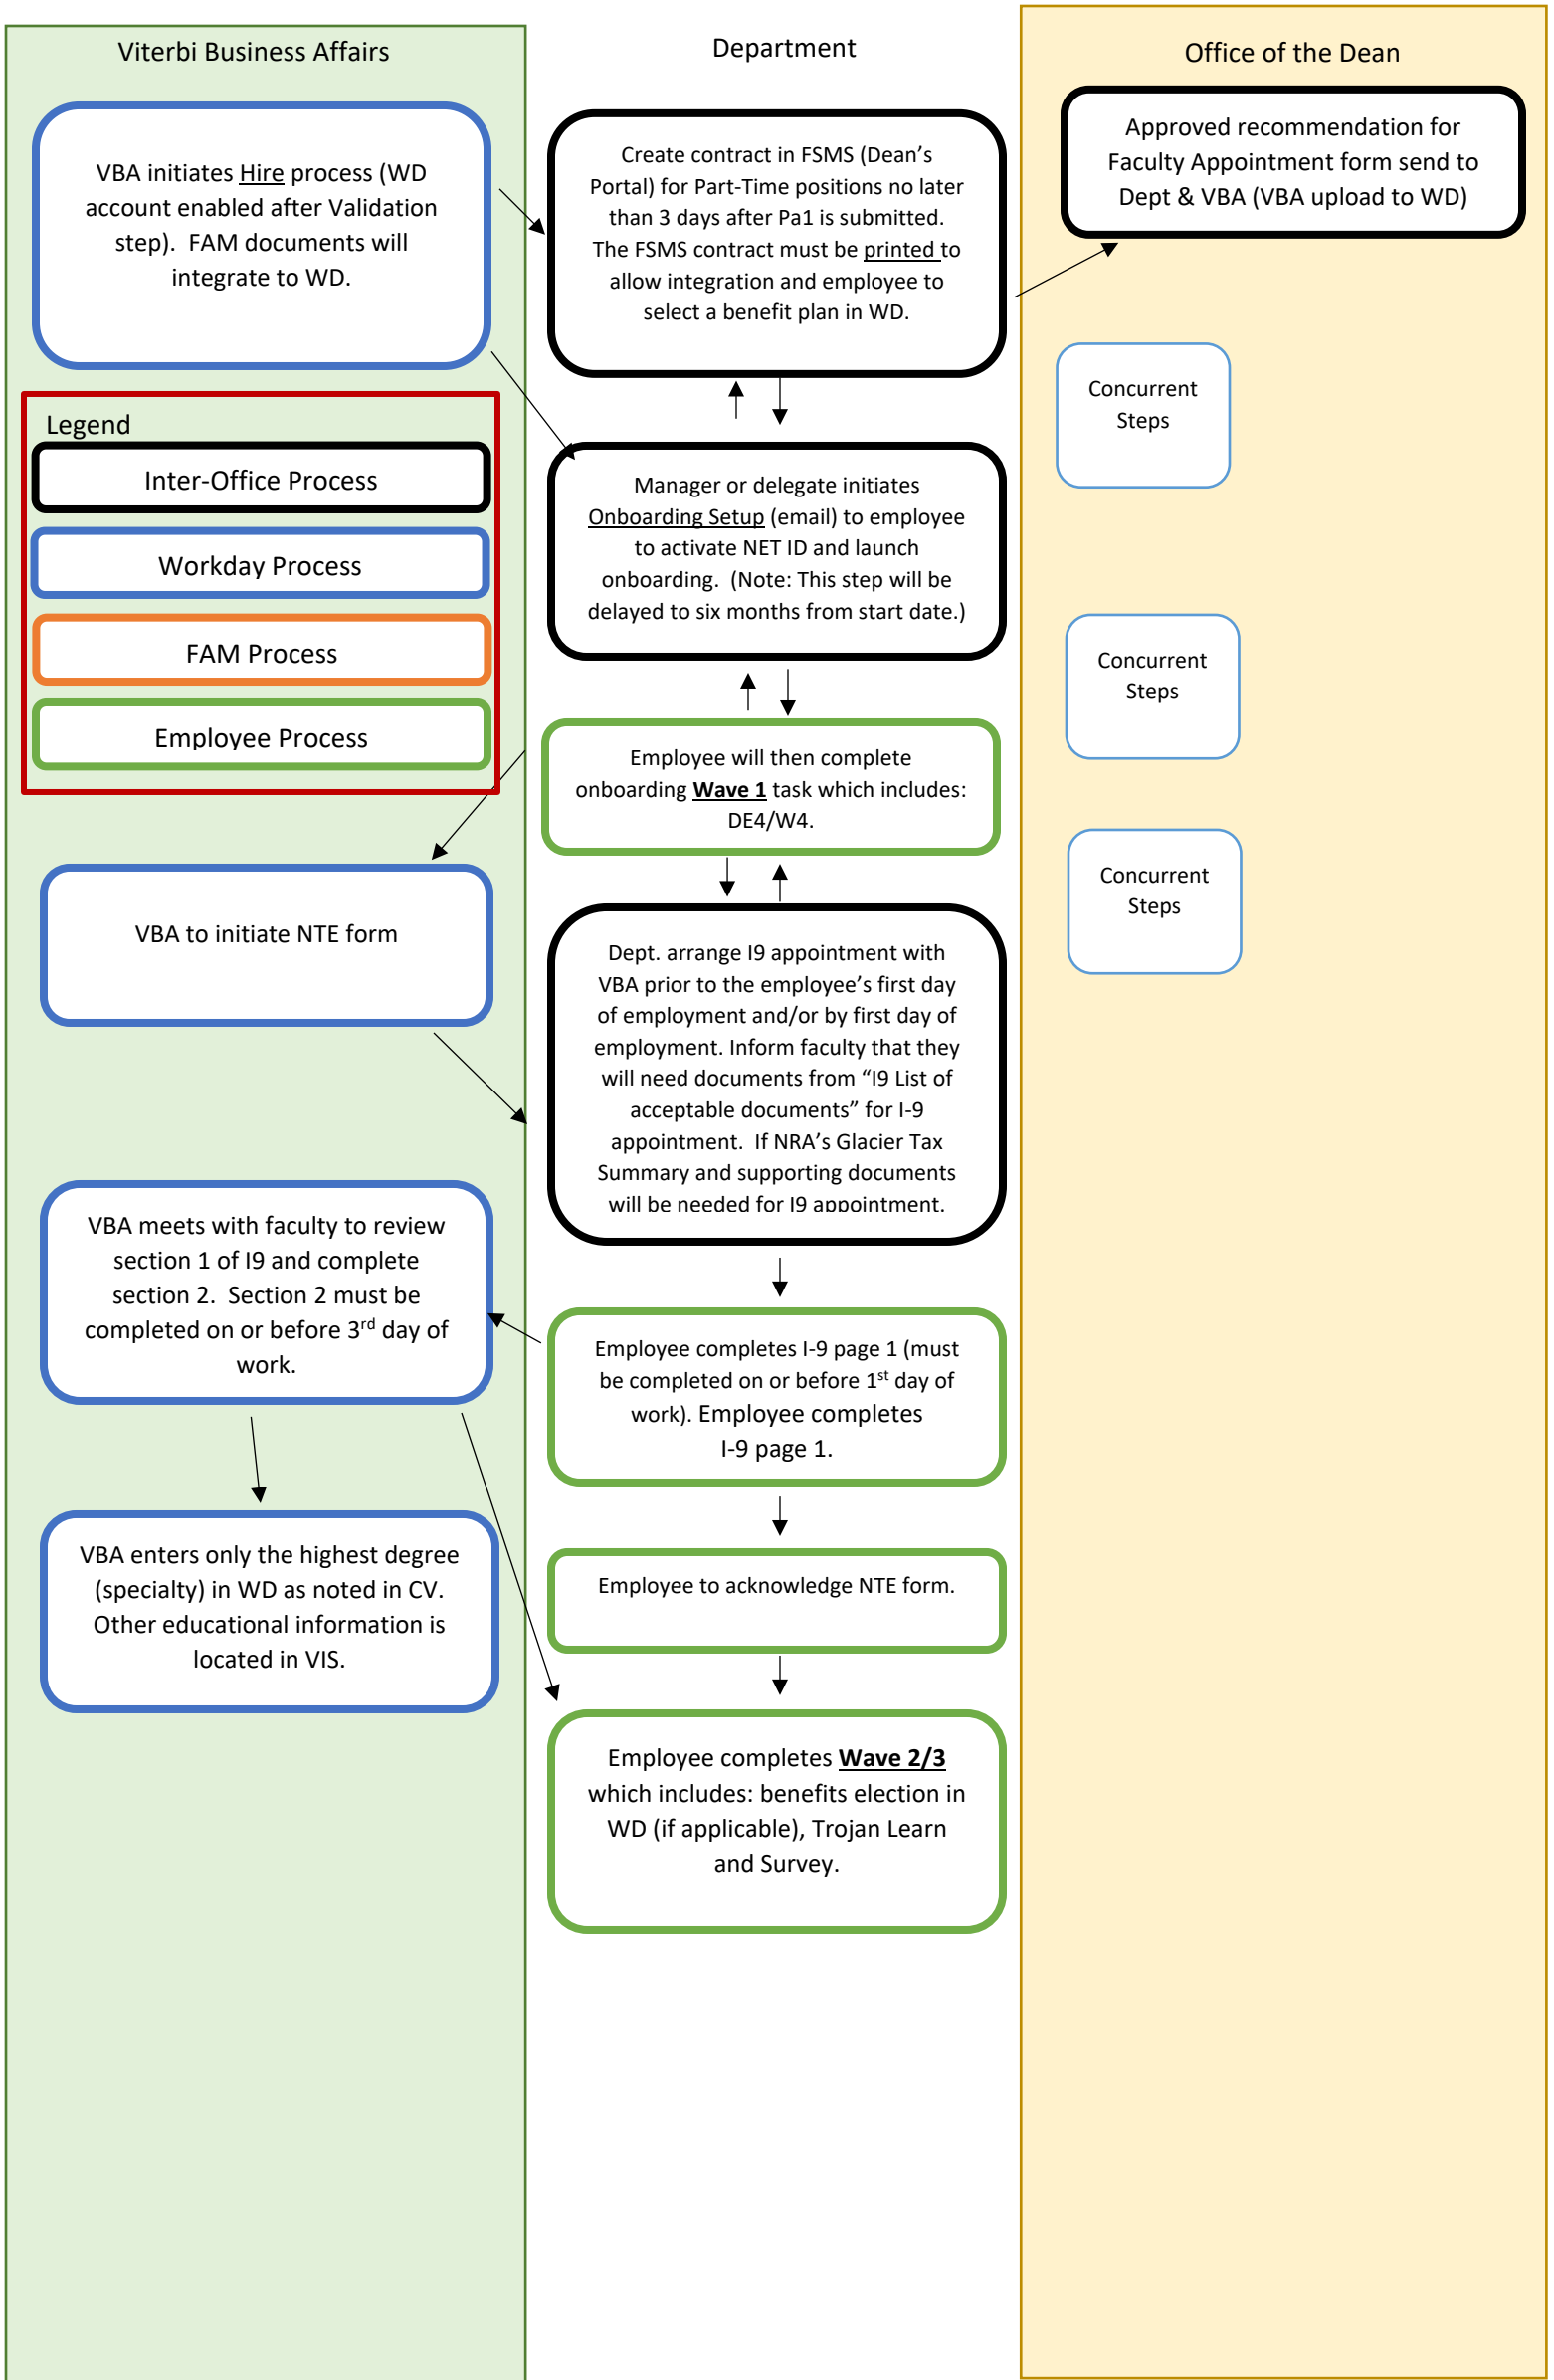 Viterbi Business Affairs
VBA initiates Hire process (WD
account enabled after Validation
step).  FAM documents will
integrate to WD.
Legend
Inter-Office Process
Workday Process
FAM Process
Employee Process
VBA to initiate NTE form
VBA meets with faculty to review
section 1 of I9 and complete
section 2.  Section 2 must be
completed on or before 3rd day of
work.
VBA enters only the highest degree
(specialty) in WD as noted in CV.
Other educational information is
located in VIS.
Department
Create contract in FSMS (Dean’s
Portal) for Part-Time positions no later
than 3 days after Pa1 is submitted.
The FSMS contract must be printed to
allow integration and employee to
select a benefit plan in WD.
Manager or delegate initiates
Onboarding Setup (email) to employee
to activate NET ID and launch
onboarding.  (Note: This step will be
delayed to six months from start date.)
Employee will then complete
onboarding Wave 1 task which includes:
DE4/W4.
Dept. arrange I9 appointment with
VBA prior to the employee’s first day
of employment and/or by first day of
employment. Inform faculty that they
will need documents from “I9 List of
acceptable documents” for I-9
appointment.  If NRA’s Glacier Tax
Summary and supporting documents
will be needed for I9 appointment.
Employee completes I-9 page 1 (must
be completed on or before 1st day of
work). Employee completes
I-9 page 1.
Employee to acknowledge NTE form.
Employee completes Wave 2/3
which includes: benefits election in
WD (if applicable), Trojan Learn
and Survey.
Office of the Dean
Approved recommendation for
Faculty Appointment form send to
Dept & VBA (VBA upload to WD)
Concurrent
Steps
Concurrent
Steps
Concurrent
Steps